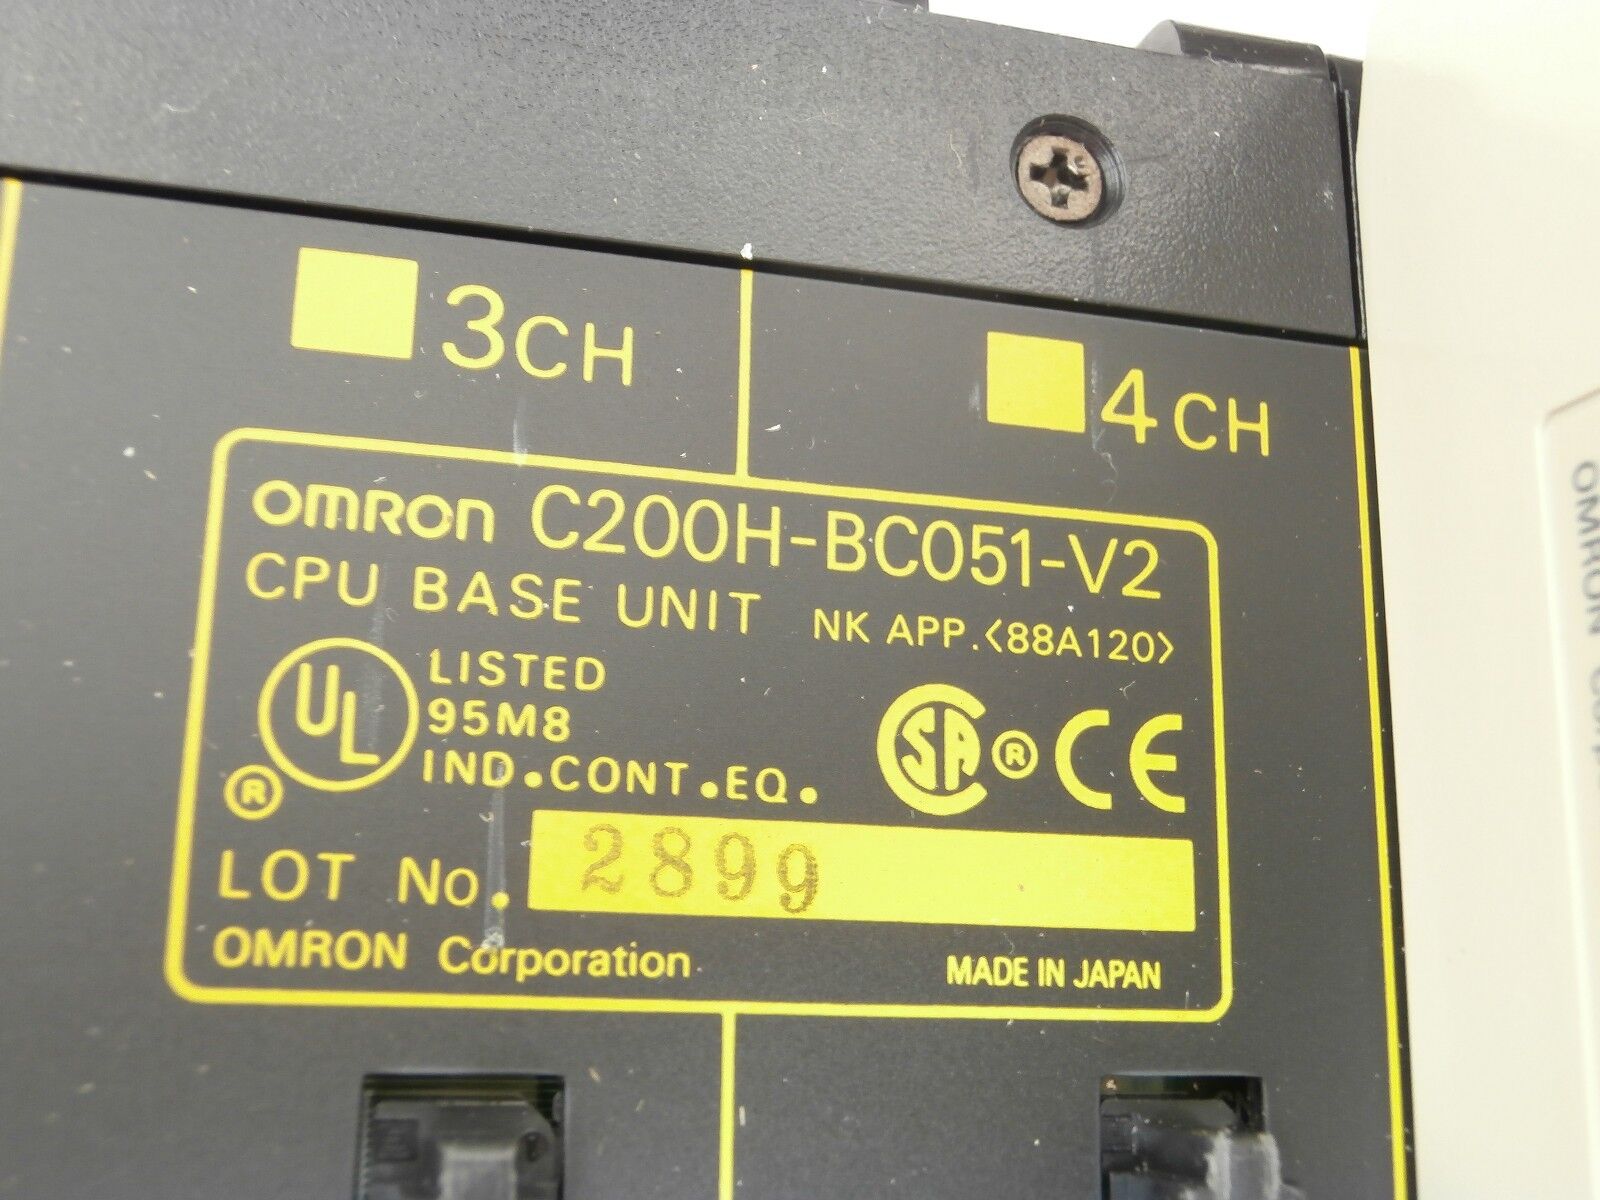 3CH
4CH
OMRON C200H-BC051-V2
CPU BASE UNIT NK APP.<88A120>
UL LISTED
95M8
IND.CONT.EQ.
® SA ® CE
LOT No. 2899
OMRON Corporation MADE IN JAPAN
OMRON